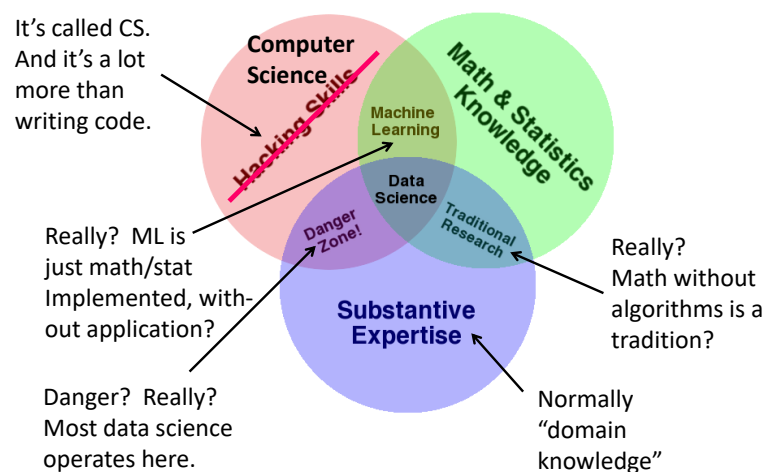 It's called CS.
And it's a lot
more than
writing code.
Computer
Science
Hacking Skills
Math & Statistics
Knowledge
Machine
Learning
Data
Science
Danger
Zone!
Traditional
Research
Substantive
Expertise
Really?  ML is
just math/stat
Implemented, with-
out application?
Really?
Math without
algorithms is a
tradition?
Danger?  Really?
Most data science
operates here.
Normally
“domain
knowledge”